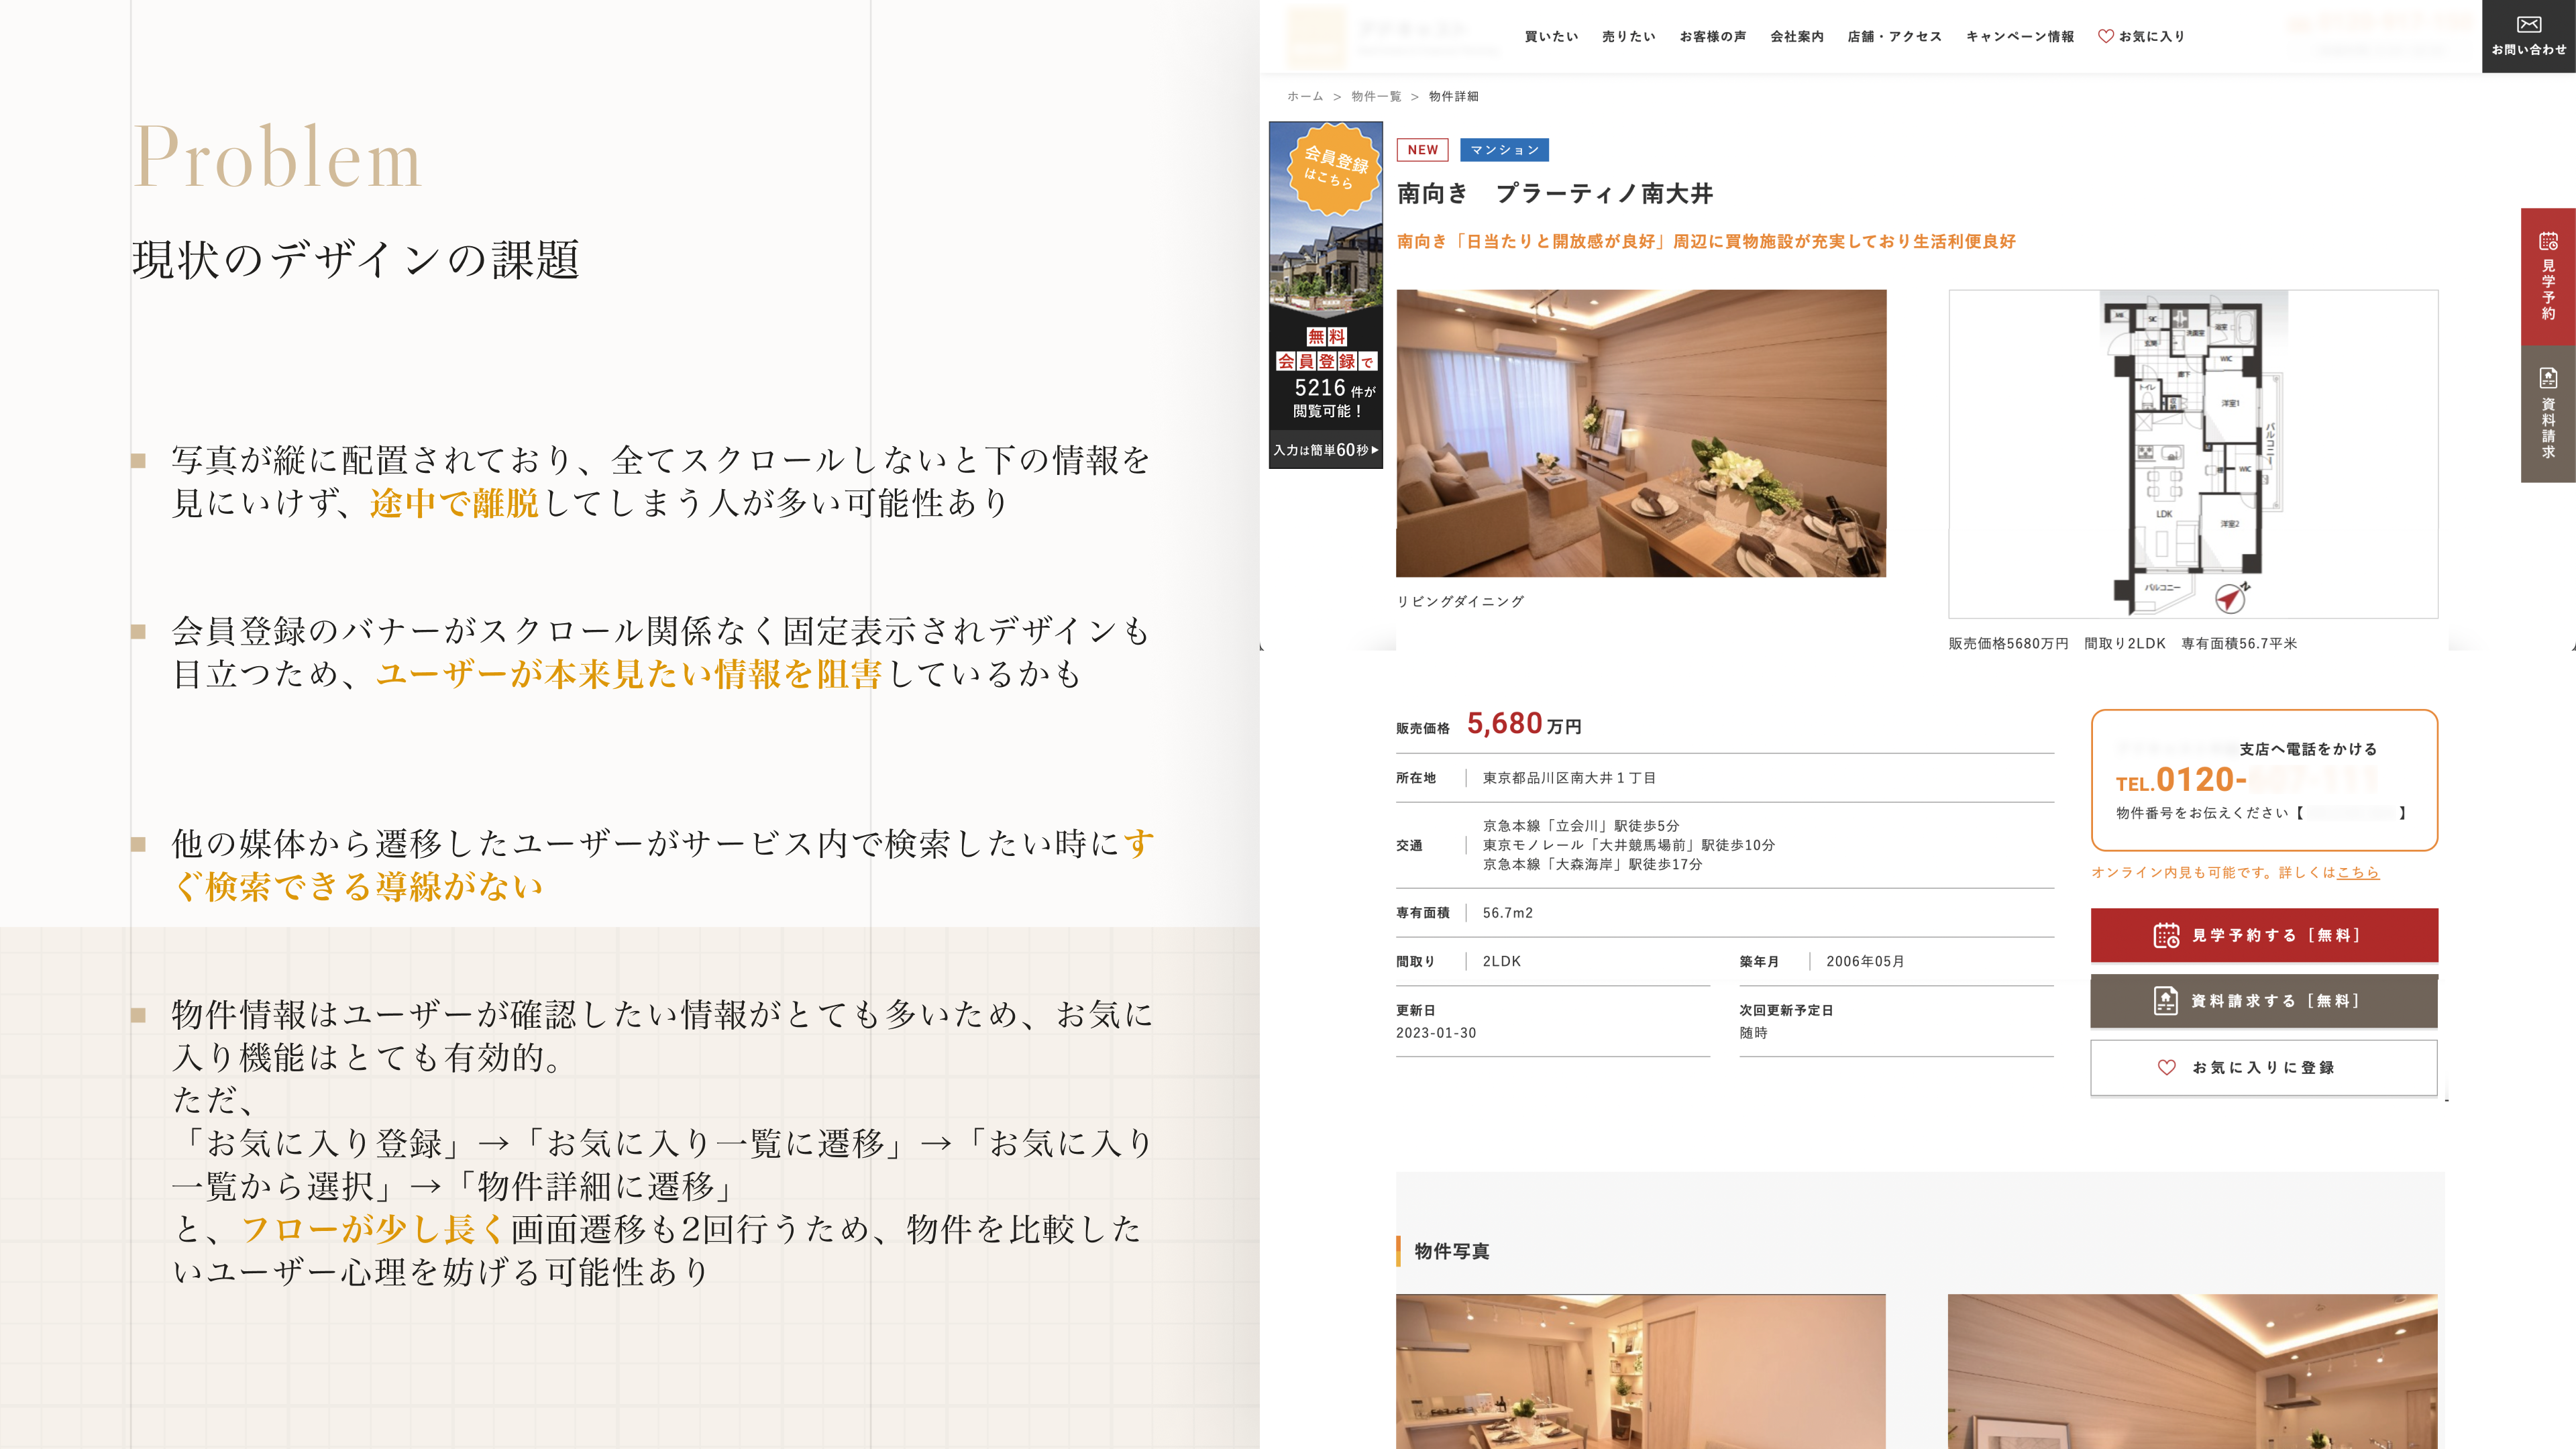 Problem
現状のデザインの課題
写真が縦に配置されており、全てスクロールしないと下の情報を
見にいけず、途中で離脱してしまう人が多い可能性あり
会員登録のバナーがスクロール関係なく固定表示されデザインも
目立つため、ユーザーが本来見たい情報を阻害しているかも
他の媒体から遷移したユーザーがサービス内で検索したい時にす
ぐ検索できる導線がない
物件情報はユーザーが確認したい情報がとても多いため、お気に
入り機能はとても有効的。
ただ、
「お気に入り登録」→「お気に入り一覧に遷移」→「お気に入り
一覧から選択」→「物件詳細に遷移」
と、フローが少し長く画面遷移も2回行うため、物件を比較した
いユーザー心理を妨げる可能性あり
買いたい 売りたい お客様の声 会社案内 店舗・アクセス キャンペーン情報 お気に入り
お問い合わせ
ホーム > 物件一覧 > 物件詳細
会員登録
はこちら
無料
会員登録で
5216件が
閲覧可能！
入力は簡単60秒▶
NEW マンション
南向き　プラーティノ南大井
南向き「日当たりと開放感が良好」周辺に買物施設が充実しており生活利便良好
見学予約
資料請求
リビングダイニング
SIC
洗面室
浴室
玄関
WIC
廊下
トイレ
洋室1
バルコニー
WIC
LDK
洋室2
バルコニー
N
販売価格5680万円　間取り2LDK　専有面積56.7平米
販売価格 5,680万円
所在地 東京都品川区南大井１丁目
交通
京急本線「立会川」駅徒歩5分
東京モノレール「大井競馬場前」駅徒歩10分
京急本線「大森海岸」駅徒歩17分
専有面積 56.7m2
間取り 2LDK 築年月 2006年05月
更新日 次回更新予定日
2023-01-30 随時
支店へ電話をかける
TEL.0120-
物件番号をお伝えください【 】
オンライン内見も可能です。詳しくはこちら
見学予約する［無料］
資料請求する［無料］
お気に入りに登録
物件写真